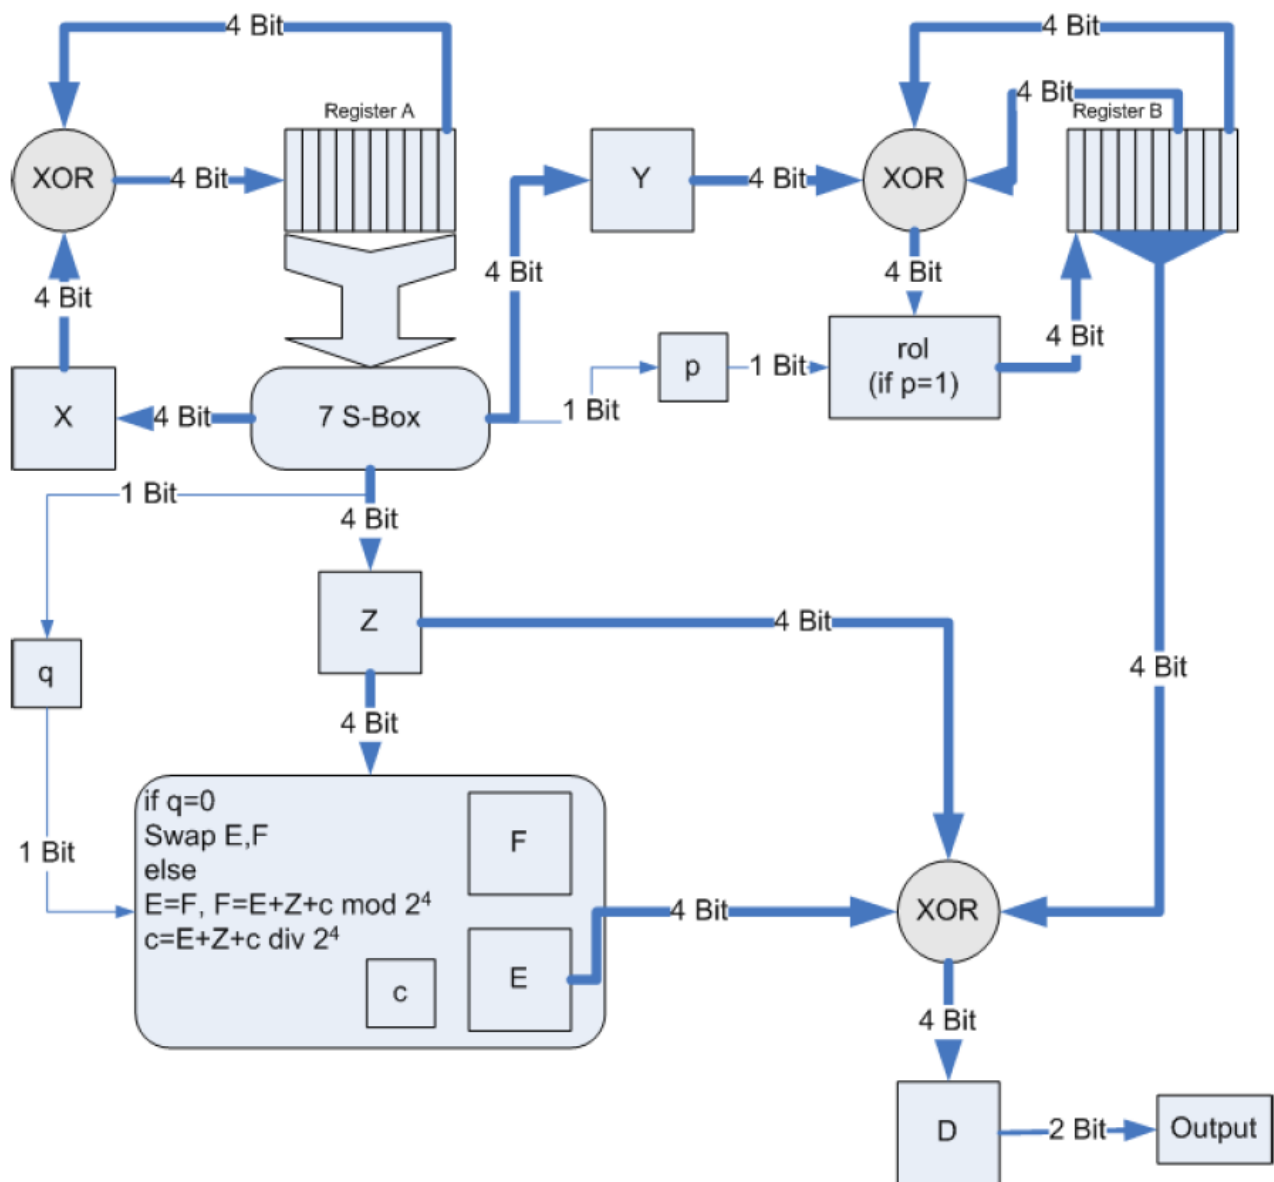 4 Bit
4 Bit
4 Bit
Register A
Register B
XOR
4 Bit
Y
4 Bit
XOR
4 Bit
4 Bit
4 Bit
4 Bit
rol
(if p=1)
p
1 Bit
1 Bit
X
4 Bit
7 S-Box
1 Bit
4 Bit
Z
4 Bit
4 Bit
q
4 Bit
1 Bit
if q=0
Swap E,F
else
E=F, F=E+Z+c mod 2⁴
c=E+Z+c div 2⁴
F
E
c
4 Bit
XOR
4 Bit
D
2 Bit
Output